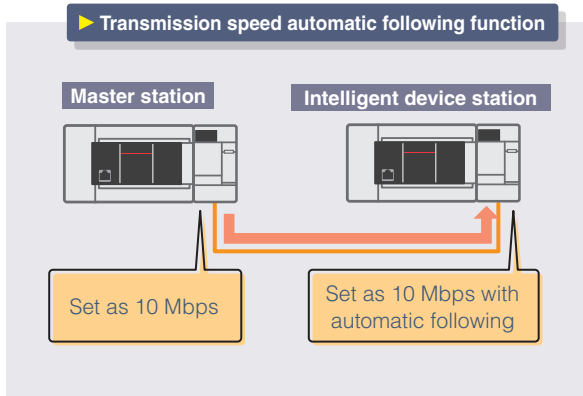 Transmission speed automatic following function
Master station
Intelligent device station
Set as 10 Mbps
Set as 10 Mbps with
automatic following